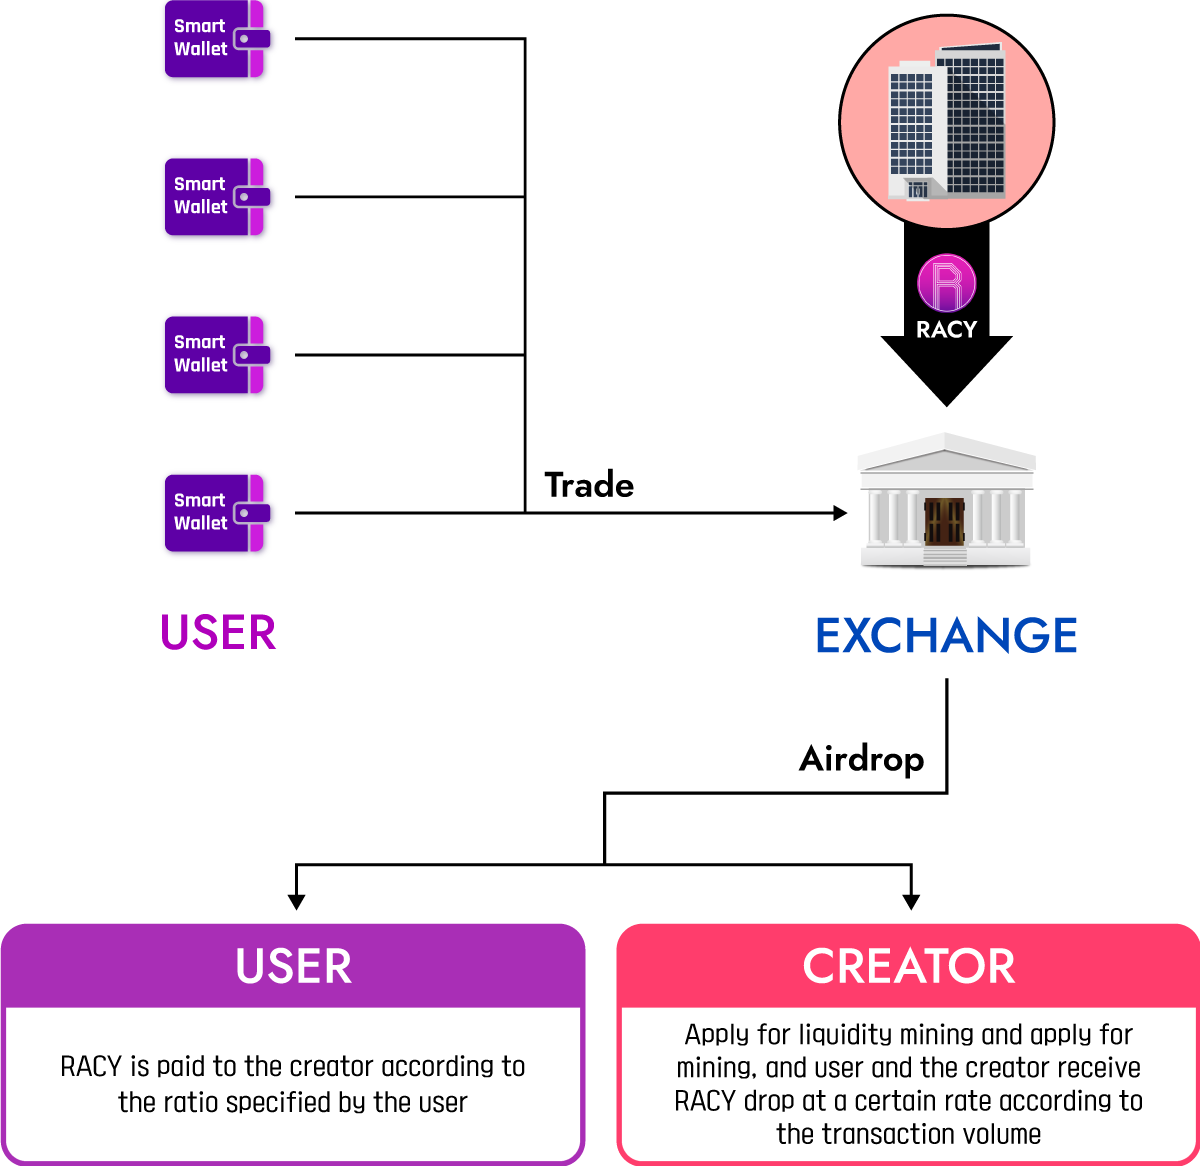 Smart
Wallet
Smart
Wallet
Smart
Wallet
Smart
Wallet
RACY
Trade
USER
EXCHANGE
Airdrop
USER
RACY is paid to the creator according to
the ratio specified by the user
CREATOR
Apply for liquidity mining and apply for
mining, and user and the creator receive
RACY drop at a certain rate according to
the transaction volume